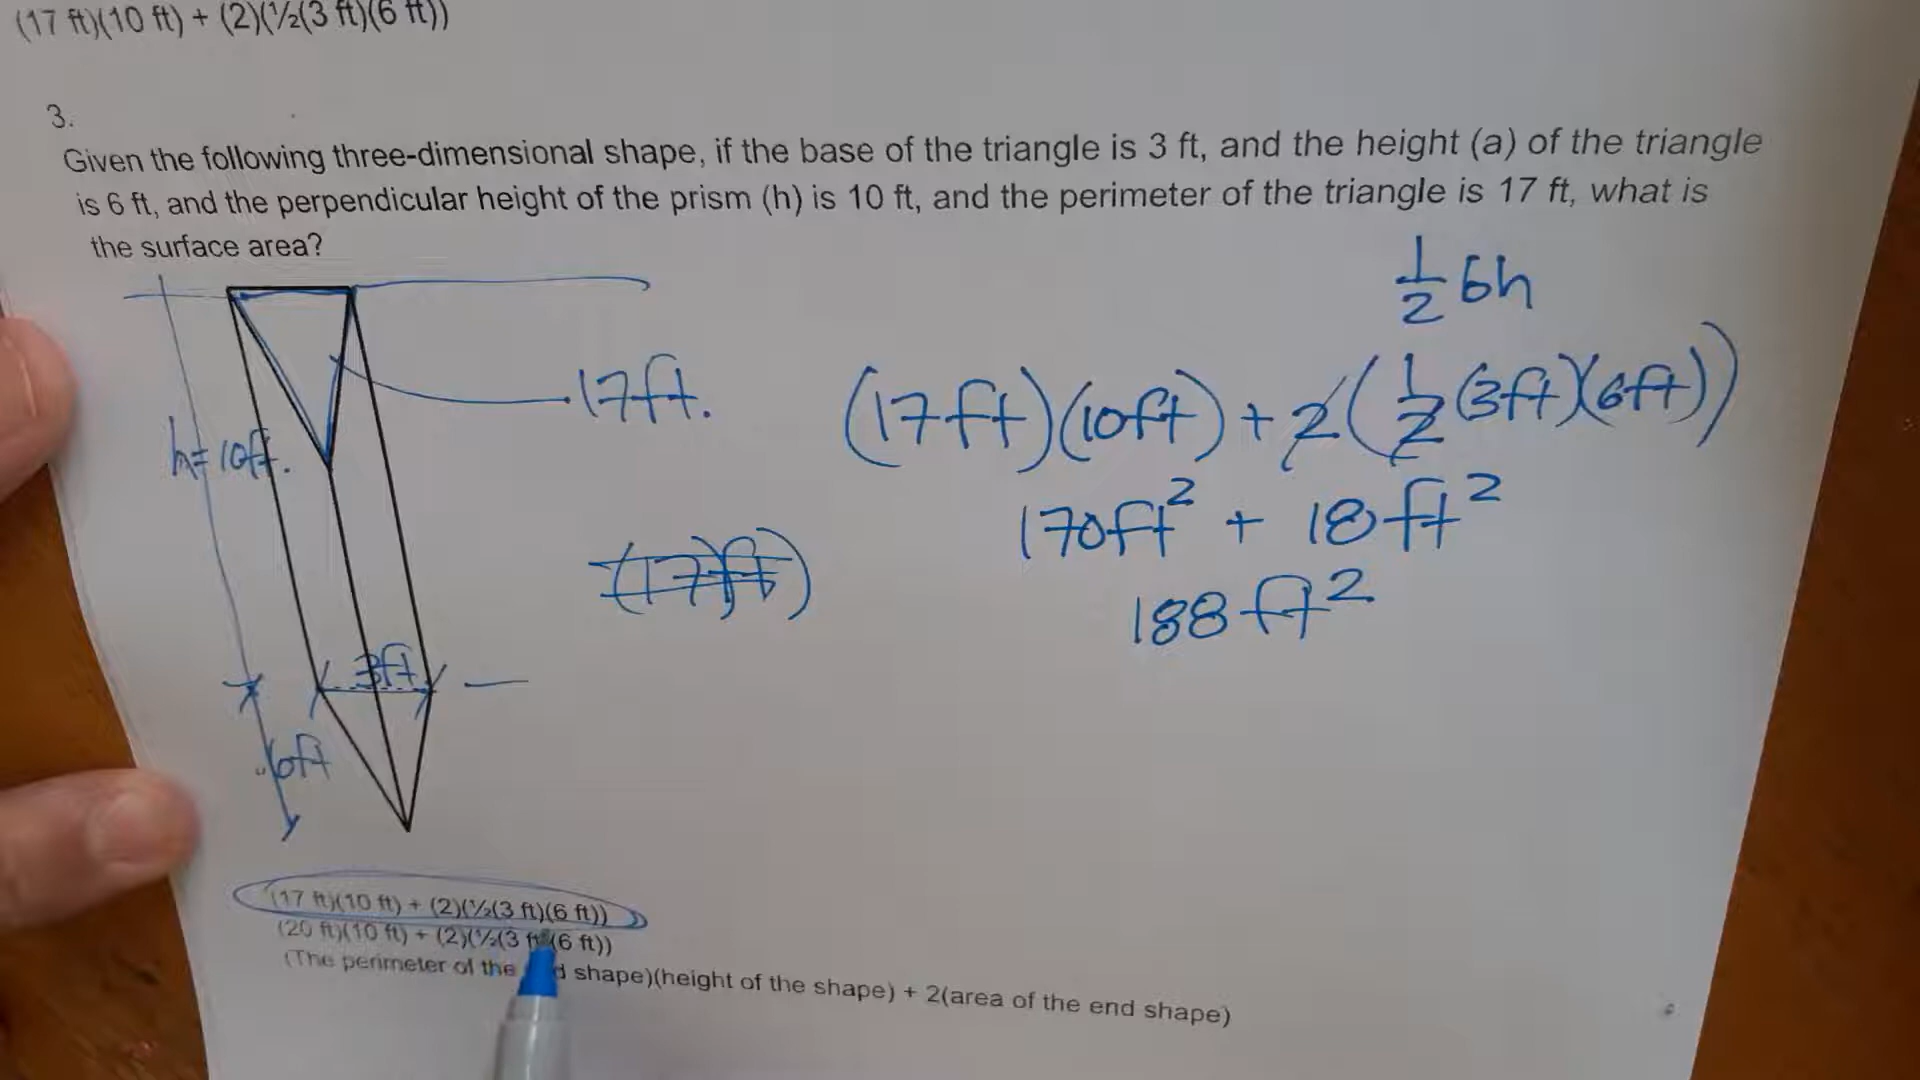 (17 ft)(10 ft) + (2)(½(3 ft)(6 ft))
3.
Given the following three-dimensional shape, if the base of the triangle is 3 ft, and the height (a) of the triangle
is 6 ft, and the perpendicular height of the prism (h) is 10 ft, and the perimeter of the triangle is 17 ft, what is
the surface area?
½ bh
17ft.
(17ft)(10ft) + 2(½(3ft)(6ft))
h= 10ft.
170ft² + 18ft²
(17)ft)
188ft²
3ft
6ft
(17 ft)(10 ft) + (2)(½(3 ft)(6 ft))
(20 ft)(10 ft) + (2)(½(3 ft)(6 ft))
(The perimeter of the end shape)(height of the shape) + 2(area of the end shape)